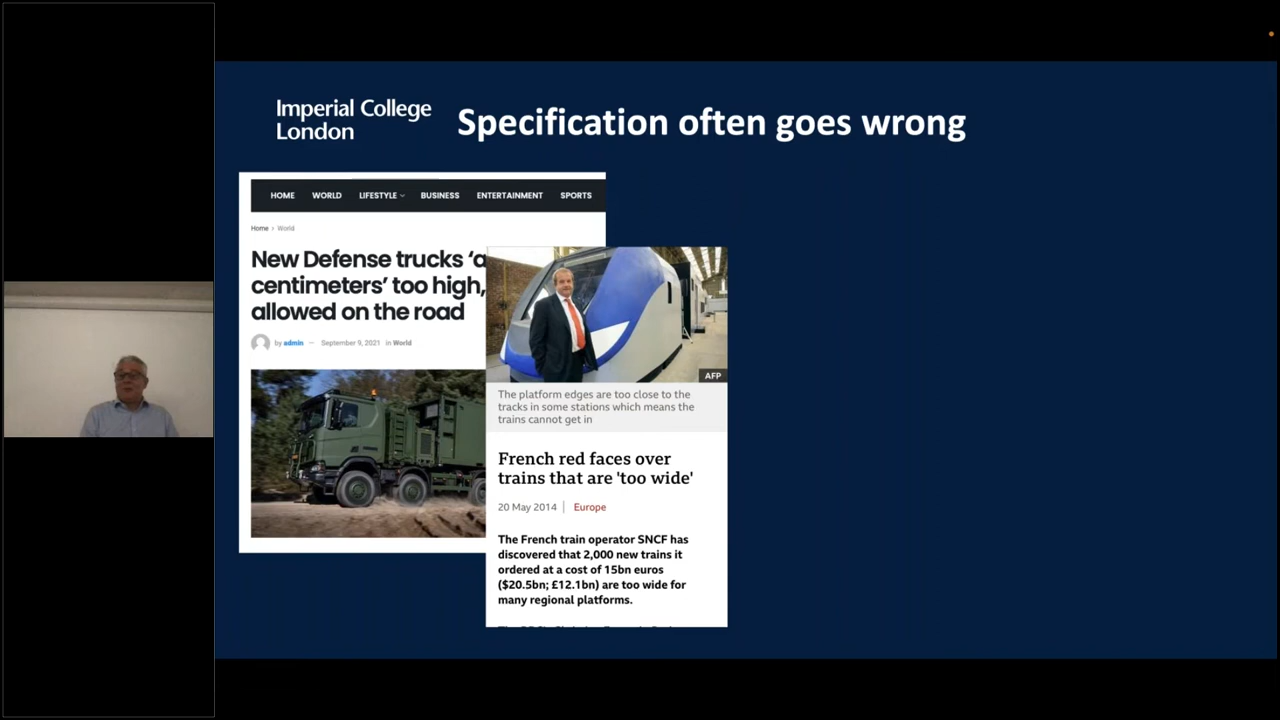 Imperial College
London
Specification often goes wrong
HOME WORLD LIFESTYLE BUSINESS ENTERTAINMENT SPORTS
Home > World
New Defense trucks ‘a
centimeters’ too high,
allowed on the road
by admin — September 9, 2021 in World
AFP
The platform edges are too close to the
tracks in some stations which means the
trains cannot get in
French red faces over
trains that are 'too wide'
20 May 2014 | Europe
The French train operator SNCF has
discovered that 2,000 new trains it
ordered at a cost of 15bn euros
($20.5bn; £12.1bn) are too wide for
many regional platforms.